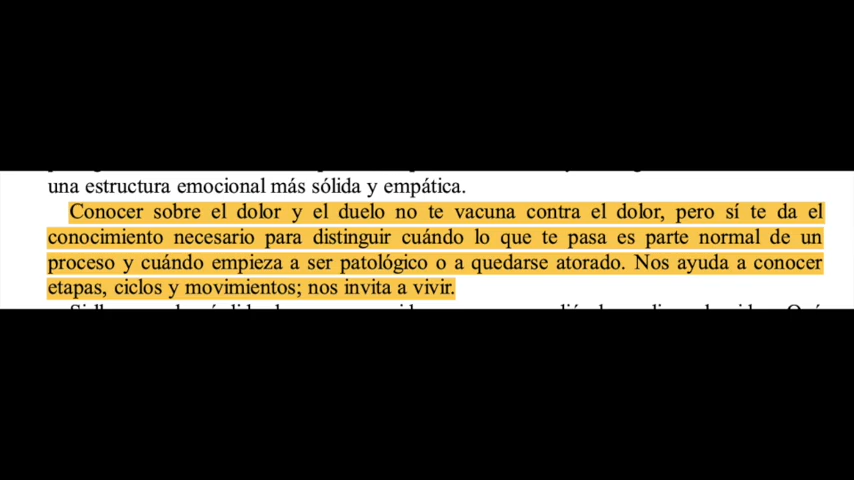 una estructura emocional más sólida y empática.
Conocer sobre el dolor y el duelo no te vacuna contra el dolor, pero sí te da el
conocimiento necesario para distinguir cuándo lo que te pasa es parte normal de un
proceso y cuándo empieza a ser patológico o a quedarse atorado. Nos ayuda a conocer
etapas, ciclos y movimientos; nos invita a vivir.